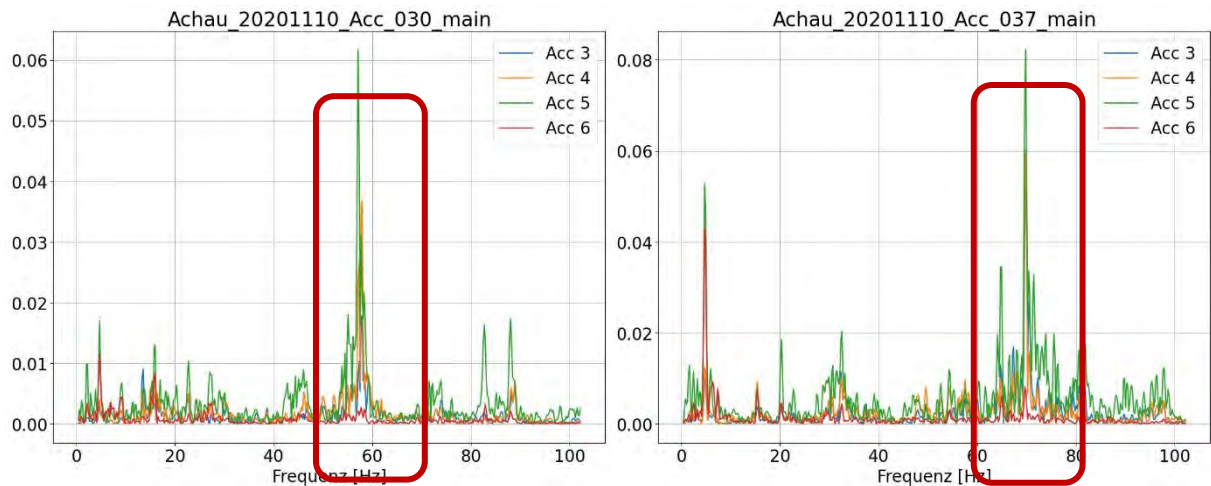 Achau_20201110_Acc_030_main
Acc 3
Acc 4
Acc 5
Acc 6
0.06
0.05
0.04
0.03
0.02
0.01
0.00
0 20 40 60 80 100
Frequenz [Hz]
Achau_20201110_Acc_037_main
Acc 3
Acc 4
Acc 5
Acc 6
0.08
0.06
0.04
0.02
0.00
0 20 40 60 80 100
Frequenz [Hz]